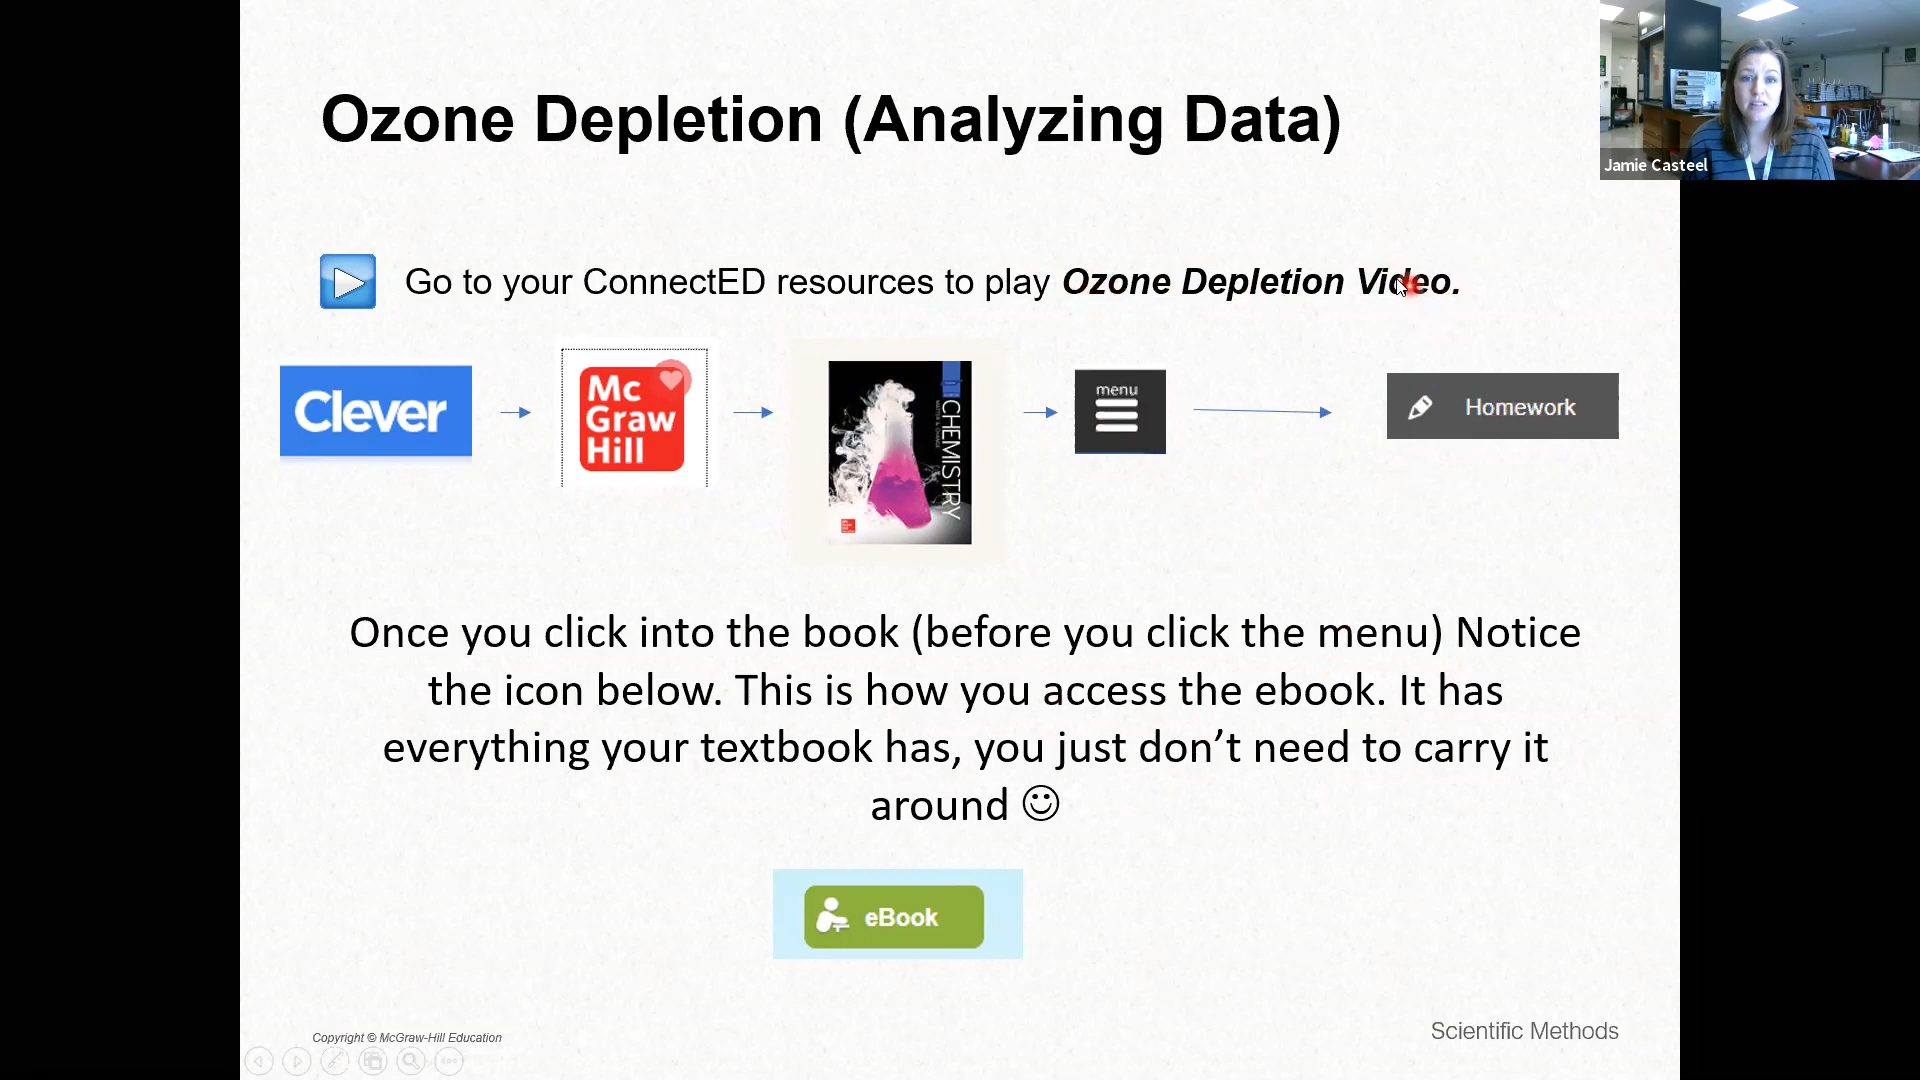 Ozone Depletion (Analyzing Data)
Jamie Casteel
Go to your ConnectED resources to play Ozone Depletion Video.
Clever
Mc
Graw
Hill
CHEMISTRY
menu
Homework
Once you click into the book (before you click the menu) Notice
the icon below. This is how you access the ebook. It has
everything your textbook has, you just don’t need to carry it
around ☺
eBook
Copyright © McGraw-Hill Education
Scientific Methods